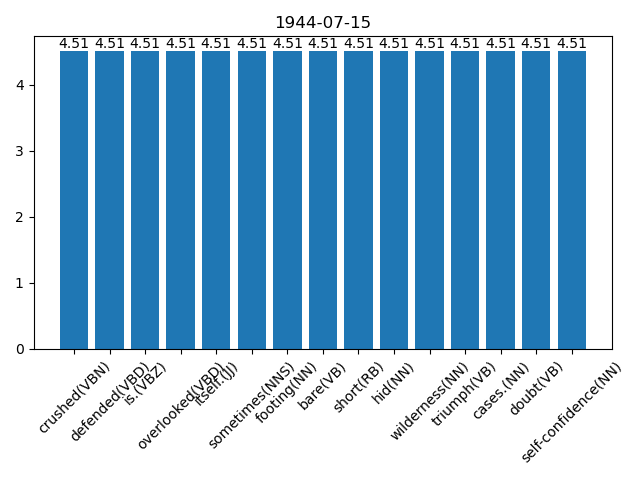 1944-07-15
4.51 4.51 4.51 4.51 4.51 4.51 4.51 4.51 4.51 4.51 4.51 4.51 4.51 4.51 4.51
4
3
2
1
0
crushed(VBN)
defended(VBD)
is.(VBZ)
overlooked(VBD)
itself.(JJ)
sometimes(NNS)
footing(NN)
bare(VB)
short(RB)
hid(NN)
wilderness(NN)
triumph(VB)
cases.(NN)
doubt(VB)
self-confidence(NN)